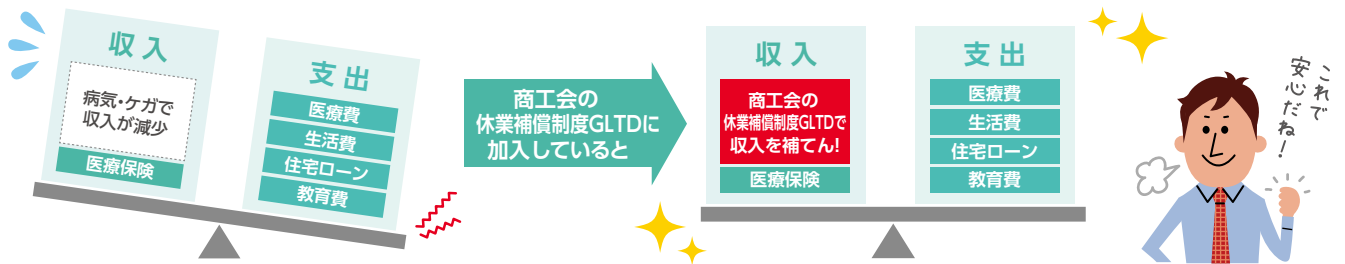 収入
病気・ケガで
収入が減少
医療保険
支出
医療費
生活費
住宅ローン
教育費
商工会の
休業補償制度GLTDに
加入していると
収入
商工会の
休業補償制度GLTDで
収入を補てん!
医療保険
支出
医療費
生活費
住宅ローン
教育費
これで
安心だね!